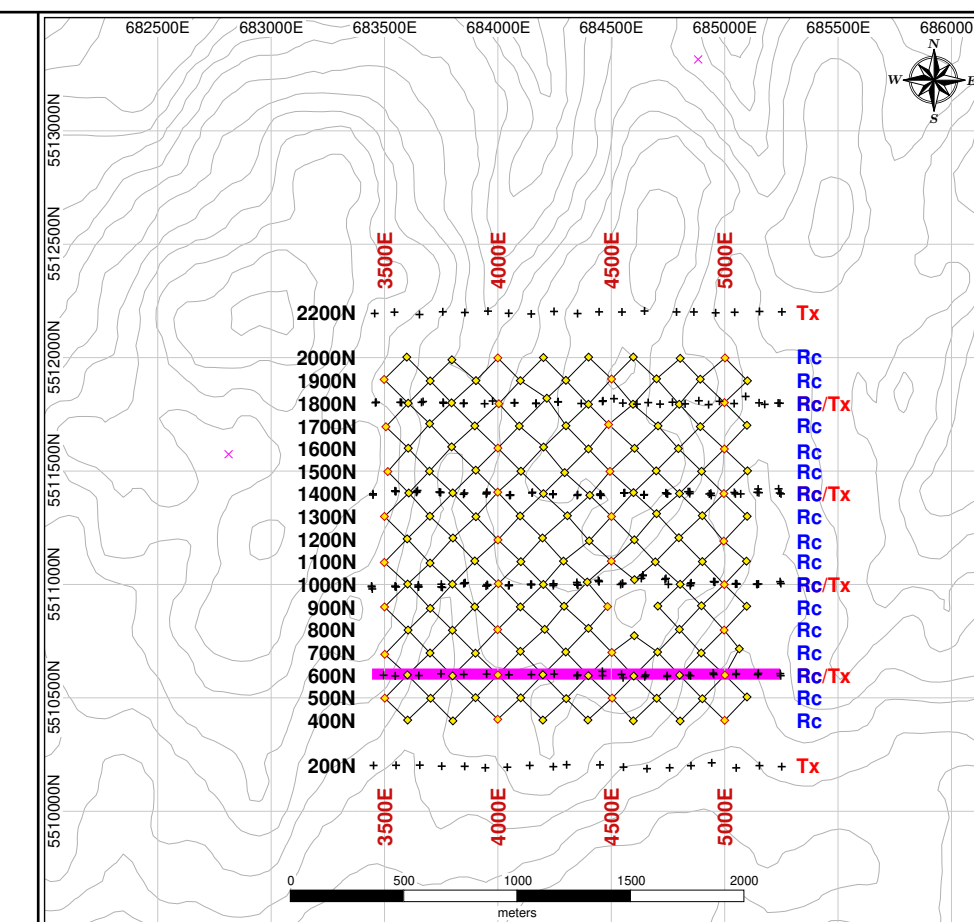 682500E 683000E 683500E 684000E 684500E 685000E 685500E 686000
N
W E
S
5513000N
5512500N
5512000N
5511500N
5511000N
5510500N
5510000N
3500E 4000E 4500E 5000E
2200N Tx
2000N Rc
1900N Rc
1800N Rc/Tx
1700N Rc
1600N Rc
1500N Rc
1400N Rc/Tx
1300N Rc
1200N Rc
1100N Rc
1000N Rc/Tx
900N Rc
800N Rc
700N Rc
600N Rc/Tx
500N Rc
400N Rc
200N Tx
3500E 4000E 4500E 5000E
0 500 1000 1500 2000
meters